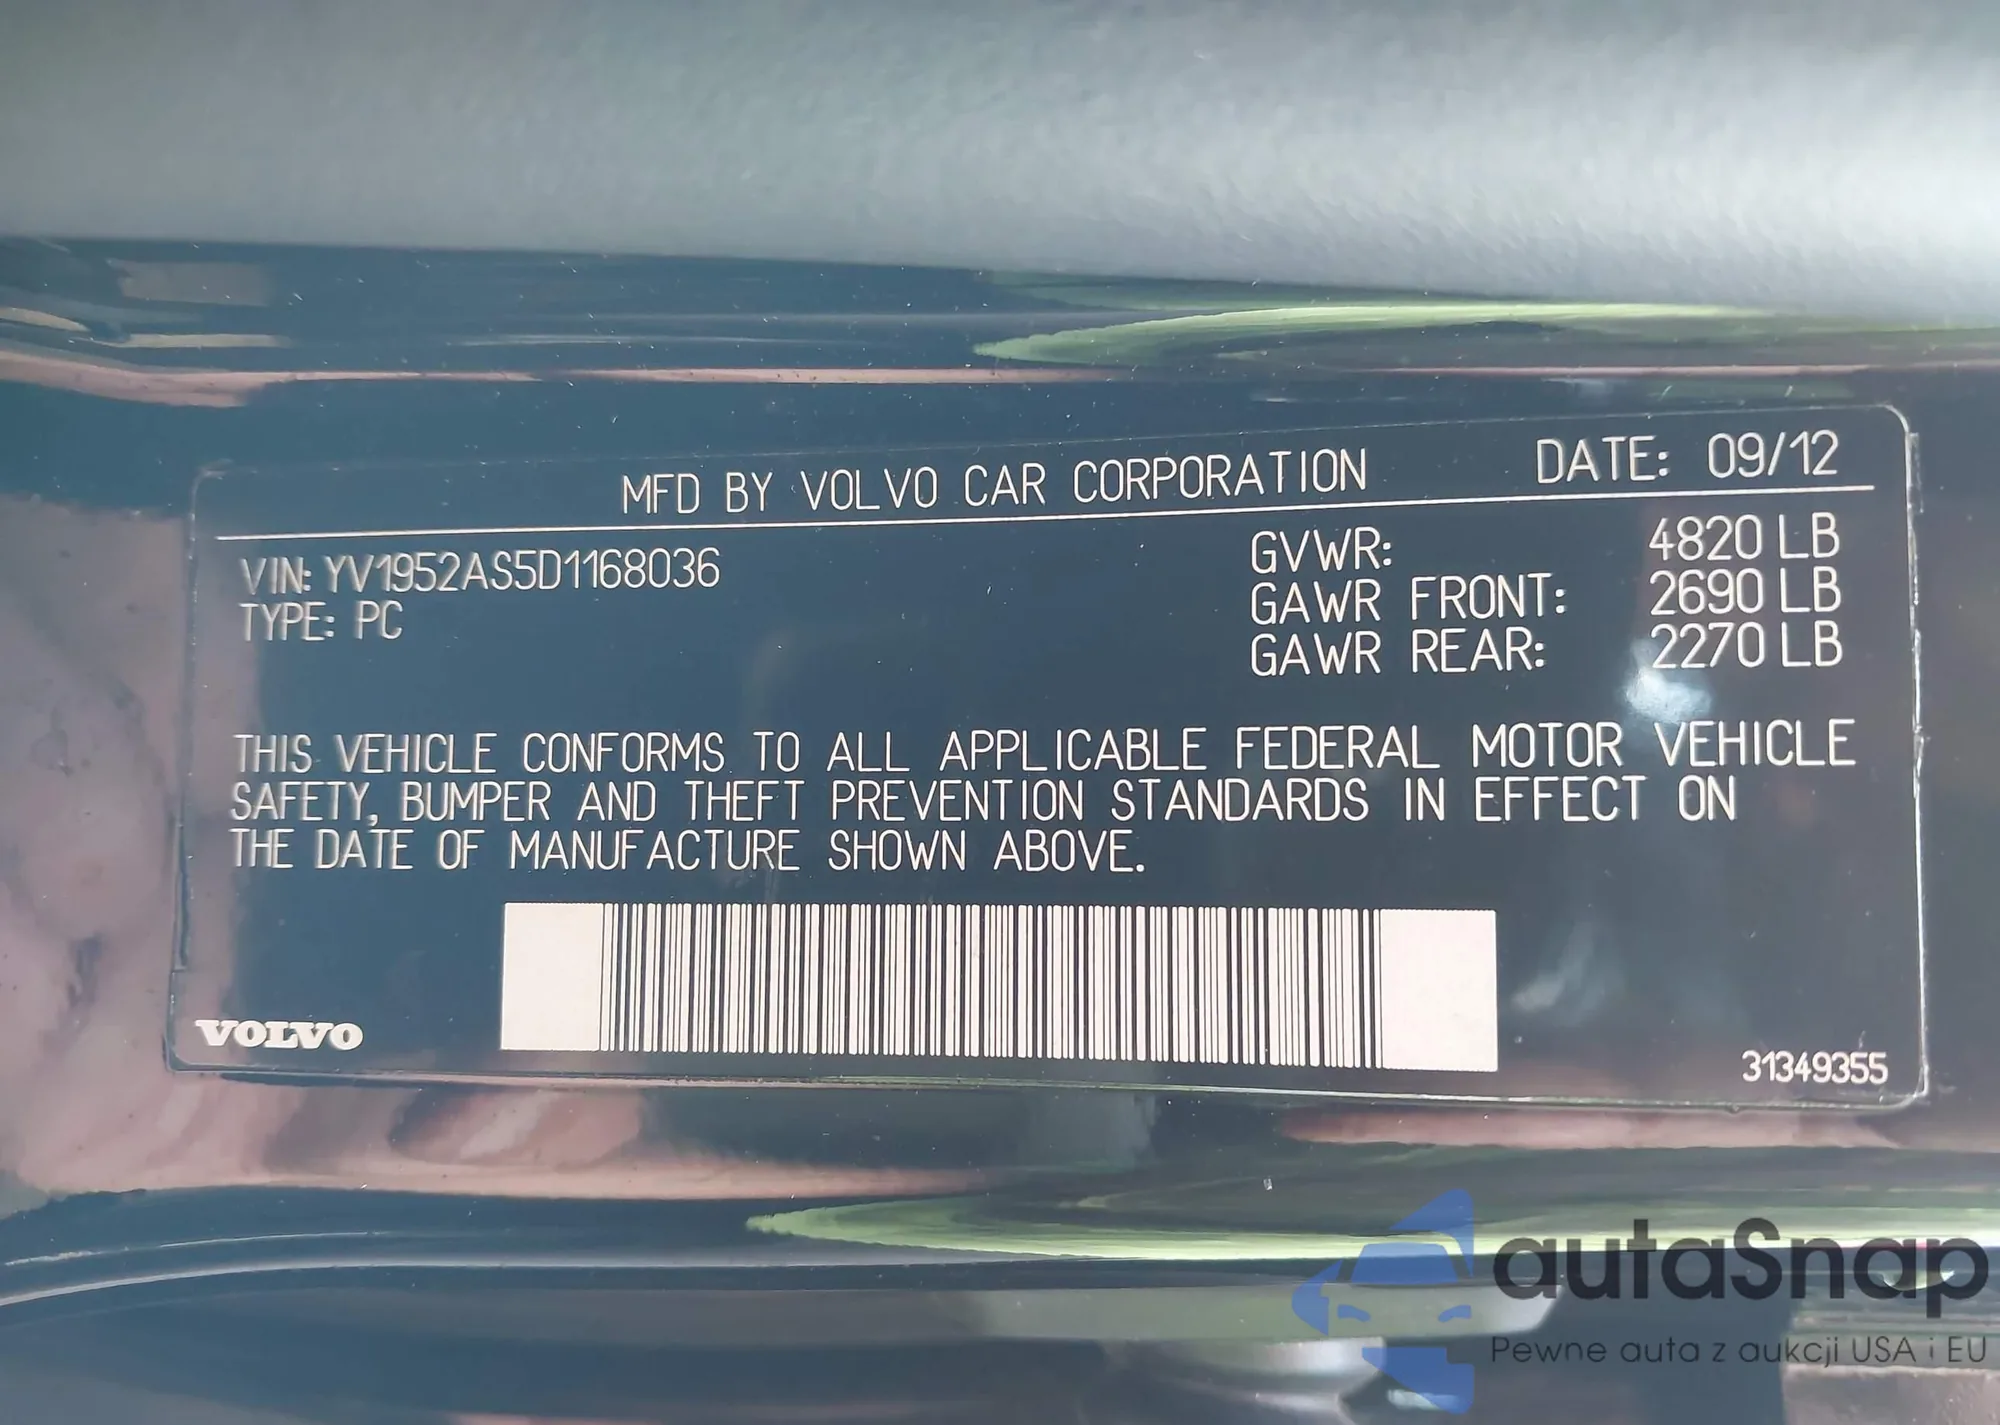 MFD BY VOLVO CAR CORPORATION DATE: 09/12
VIN: YV1952AS5D1168036
TYPE: PC
GVWR: 4820 LB
GAWR FRONT: 2690 LB
GAWR REAR: 2270 LB
THIS VEHICLE CONFORMS TO ALL APPLICABLE FEDERAL MOTOR VEHICLE
SAFETY, BUMPER AND THEFT PREVENTION STANDARDS IN EFFECT ON
THE DATE OF MANUFACTURE SHOWN ABOVE.
VOLVO
31349355
autaSnap
Pewne auta z aukcji USA i EU